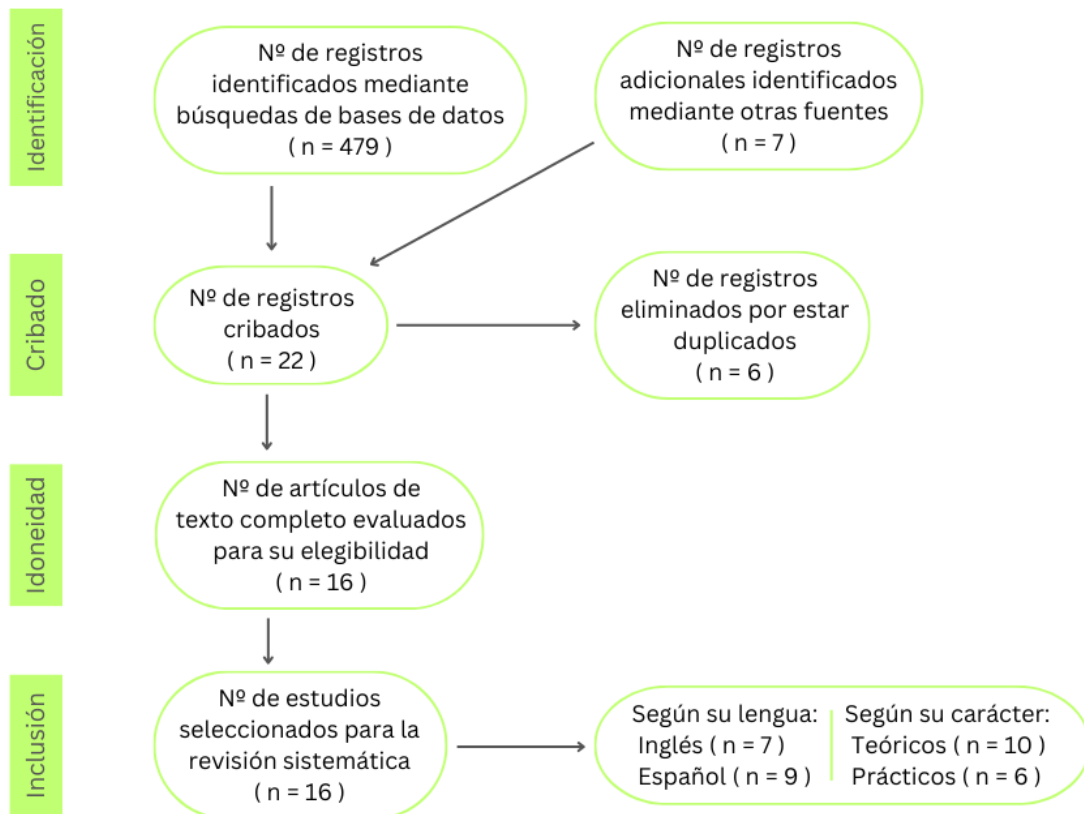 Identificación
Nº de registros
identificados mediante
búsquedas de bases de datos
( n = 479 )
Nº de registros
adicionales identificados
mediante otras fuentes
( n = 7 )
Cribado
Nº de registros
cribados
( n = 22 )
Nº de registros
eliminados por estar
duplicados
( n = 6 )
Idoneidad
Nº de artículos de
texto completo evaluados
para su elegibilidad
( n = 16 )
Inclusión
Nº de estudios
seleccionados para la
revisión sistemática
( n = 16 )
Según su lengua:
Inglés ( n = 7 )
Español ( n = 9 )
Según su carácter:
Teóricos ( n = 10 )
Prácticos ( n = 6 )